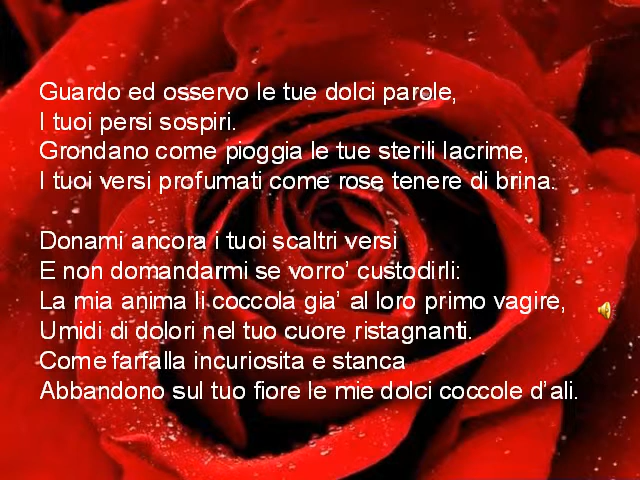 Guardo ed osservo le tue dolci parole,
I tuoi persi sospiri.
Grondano come pioggia le tue sterili lacrime,
I tuoi versi profumati come rose tenere di brina.
Donami ancora i tuoi scaltri versi
E non domandarmi se vorro' custodirli:
La mia anima li coccola gia' al loro primo vagire,
Umidi di dolori nel tuo cuore ristagnanti.
Come farfalla incuriosita e stanca
Abbandono sul tuo fiore le mie dolci coccole d'ali.